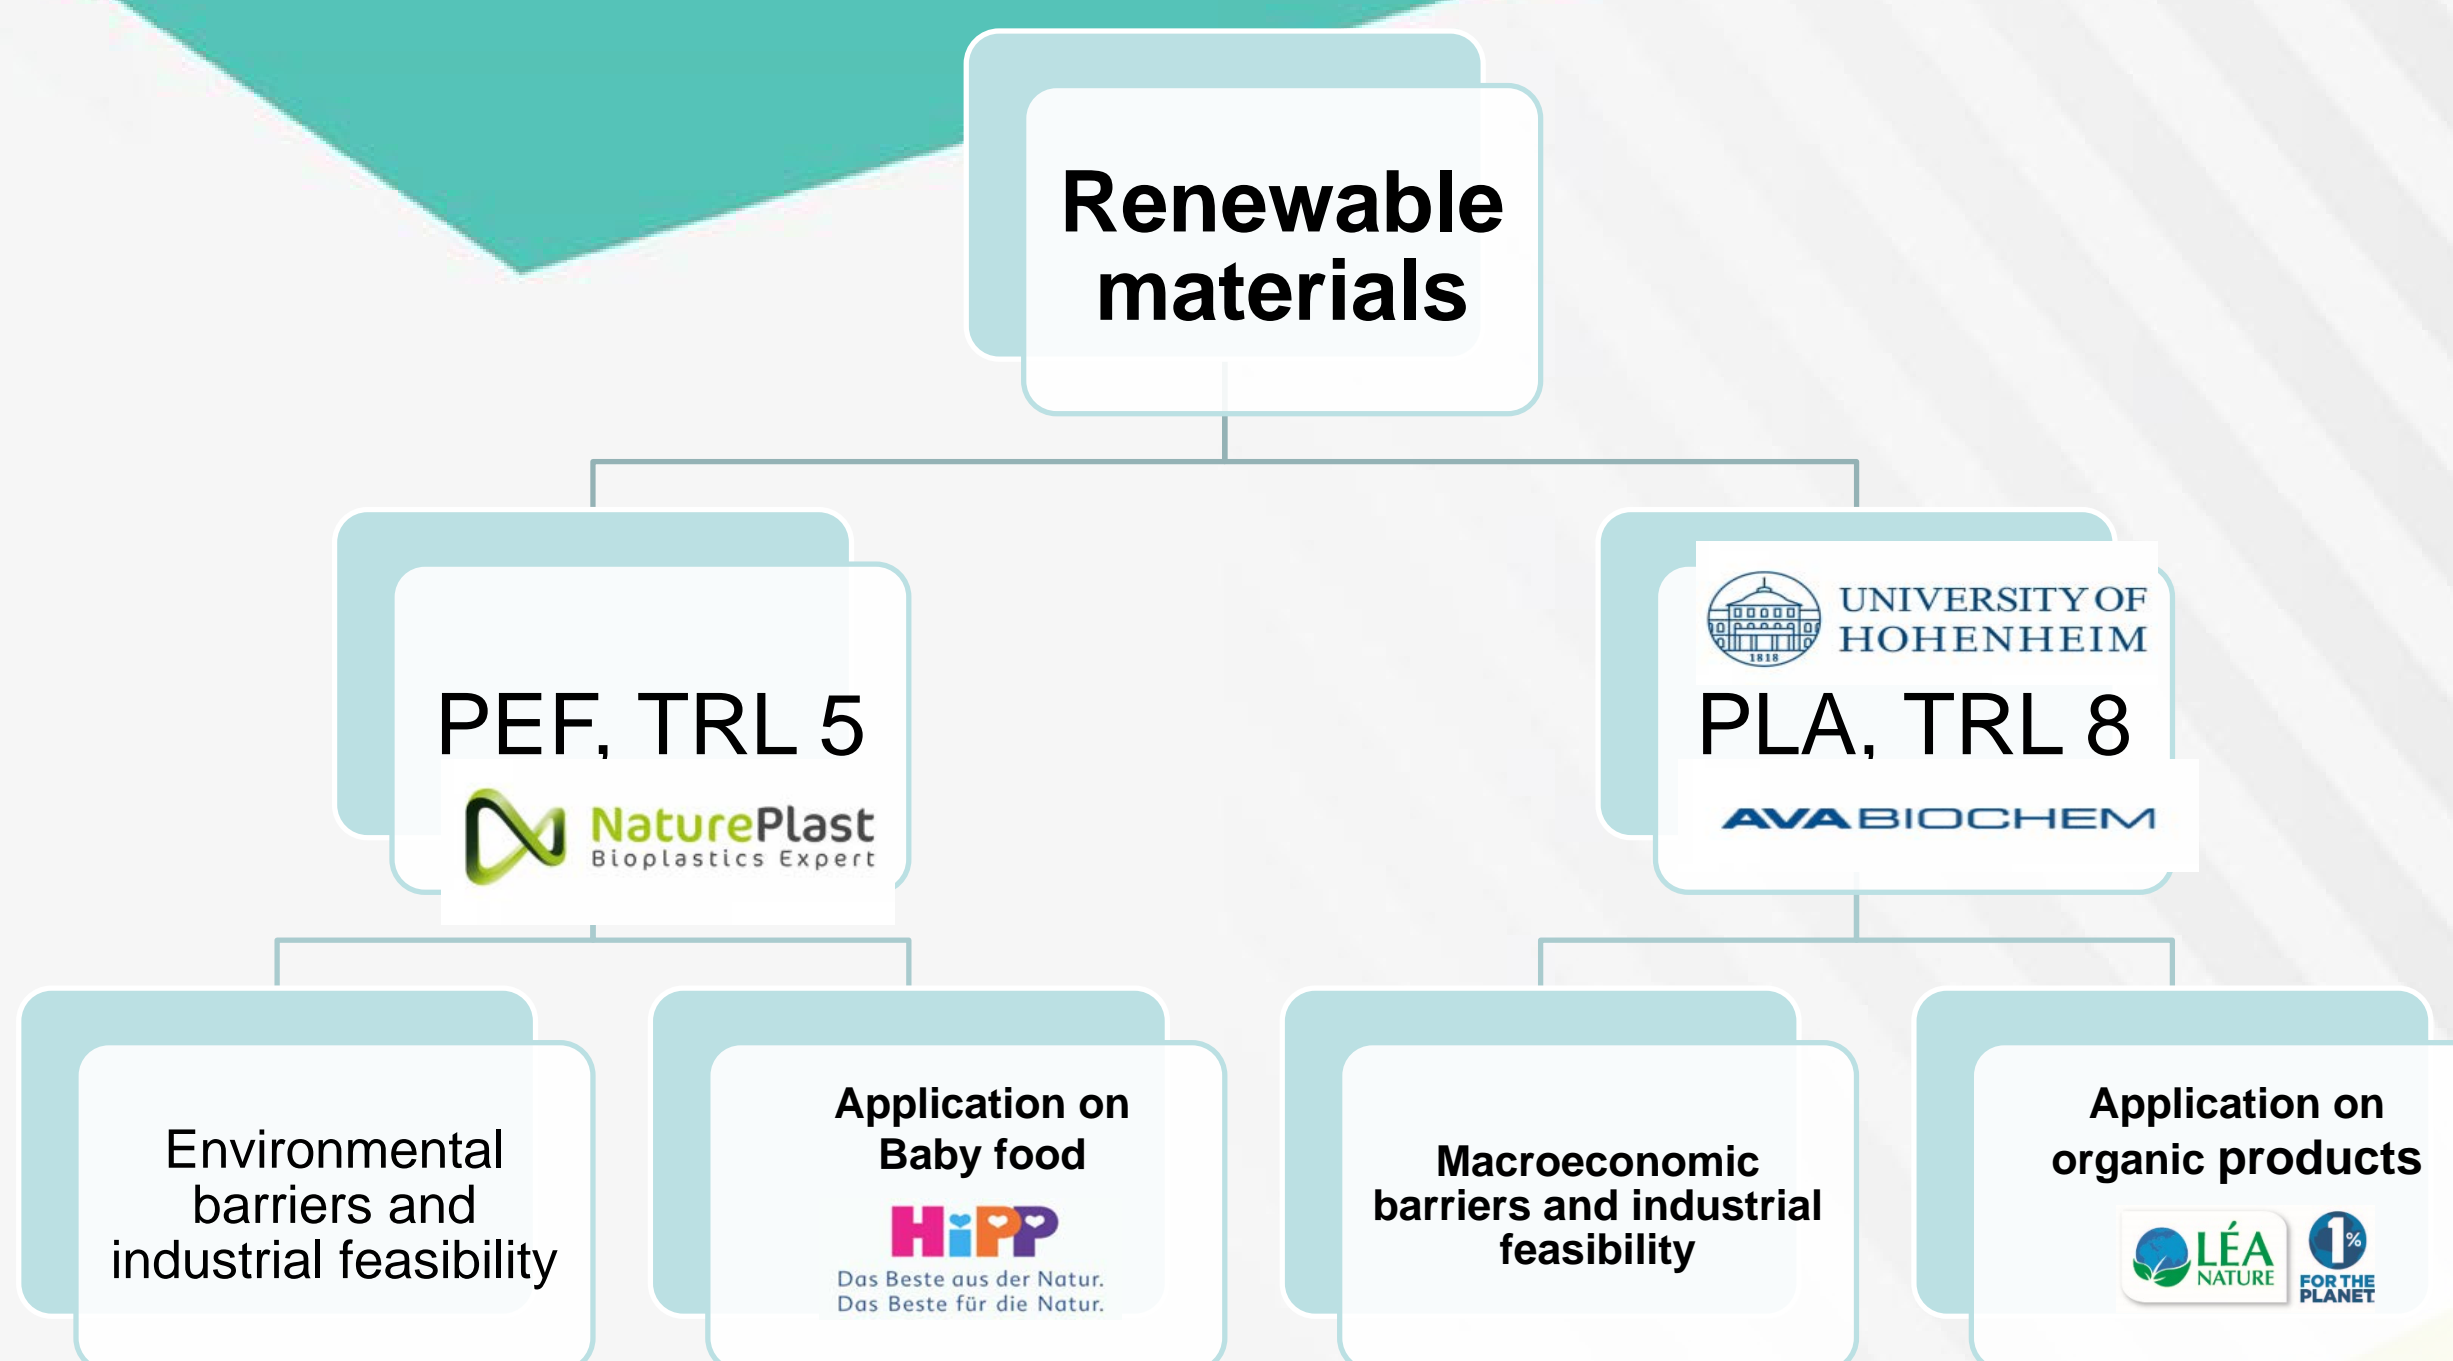 Renewable
materials
PEF, TRL 5
NaturePlast
Bioplastics Expert
1818
UNIVERSITY OF
HOHENHEIM
PLA, TRL 8
AVABIOCHEM
Environmental
barriers and
industrial feasibility
Application on
Baby food
HiPP
Das Beste aus der Natur.
Das Beste für die Natur.
Macroeconomic
barriers and industrial
feasibility
Application on
organic products
LÉA
NATURE
1%
FOR THE
PLANET